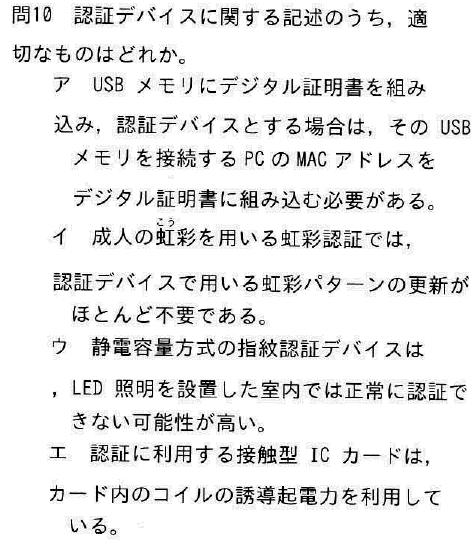 問10　認証デバイスに関する記述のうち，適
切なものはどれか。
ア　USB メモリにデジタル証明書を組み
込み，認証デバイスとする場合は，その USB
メモリを接続する PC の MAC アドレスを
デジタル証明書に組み込む必要がある。
こう
イ　成人の虹彩を用いる虹彩認証では，
認証デバイスで用いる虹彩パターンの更新が
ほとんど不要である。
ウ　静電容量方式の指紋認証デバイスは
，LED 照明を設置した室内では正常に認証で
きない可能性が高い。
エ　認証に利用する接触型 IC カードは，
カード内のコイルの誘導起電力を利用して
いる。